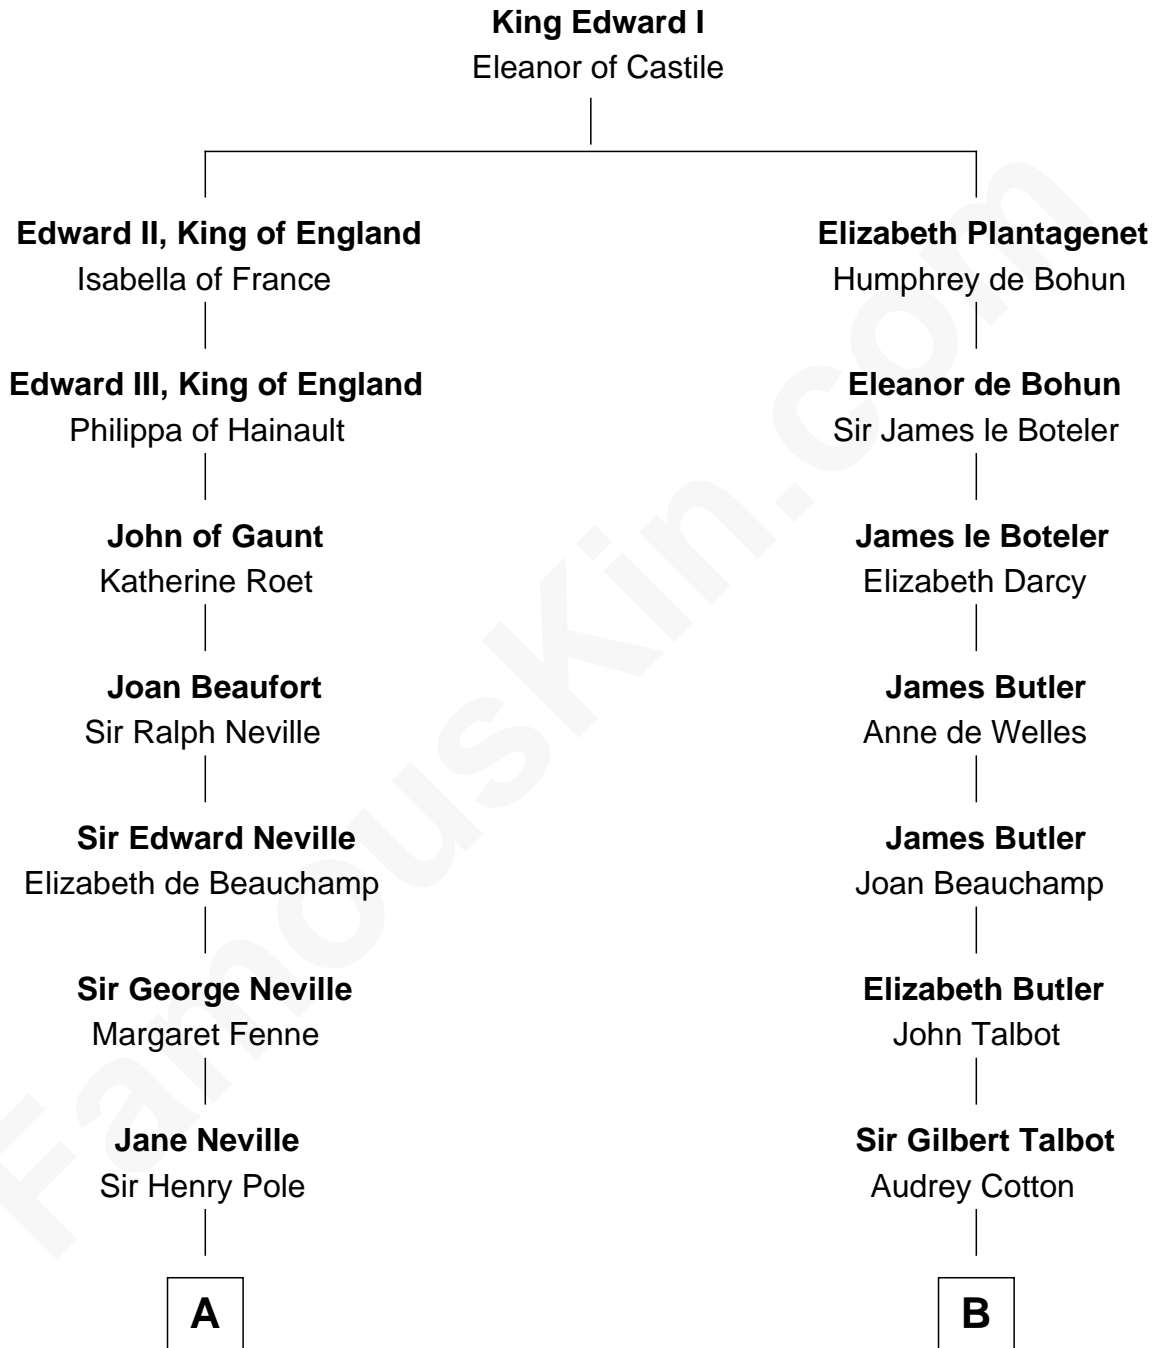 King Edward I
Eleanor of Castile
Edward II, King of England
Isabella of France
Elizabeth Plantagenet
Humphrey de Bohun
Edward III, King of England
Philippa of Hainault
Eleanor de Bohun
Sir James le Boteler
John of Gaunt
Katherine Roet
James le Boteler
Elizabeth Darcy
Joan Beaufort
Sir Ralph Neville
James Butler
Anne de Welles
Sir Edward Neville
Elizabeth de Beauchamp
James Butler
Joan Beauchamp
Sir George Neville
Margaret Fenne
Elizabeth Butler
John Talbot
Jane Neville
Sir Henry Pole
Sir Gilbert Talbot
Audrey Cotton
A
B
FamousKin.com